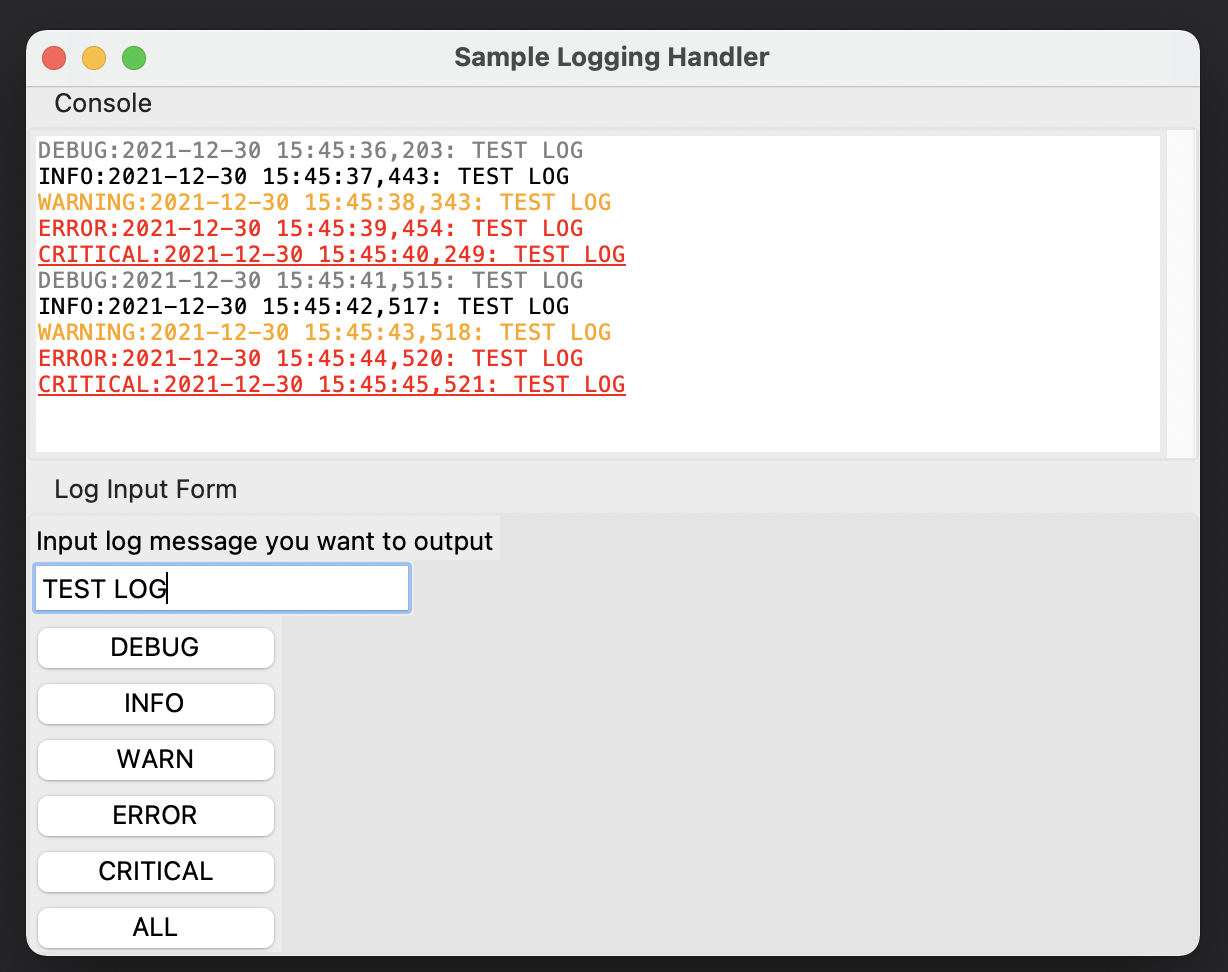 Sample Logging Handler
Console
DEBUG:2021-12-30 15:45:36,203: TEST LOG
INFO:2021-12-30 15:45:37,443: TEST LOG
WARNING:2021-12-30 15:45:38,343: TEST LOG
ERROR:2021-12-30 15:45:39,454: TEST LOG
CRITICAL:2021-12-30 15:45:40,249: TEST LOG
DEBUG:2021-12-30 15:45:41,515: TEST LOG
INFO:2021-12-30 15:45:42,517: TEST LOG
WARNING:2021-12-30 15:45:43,518: TEST LOG
ERROR:2021-12-30 15:45:44,520: TEST LOG
CRITICAL:2021-12-30 15:45:45,521: TEST LOG
Log Input Form
Input log message you want to output
TEST LOG
DEBUG
INFO
WARN
ERROR
CRITICAL
ALL